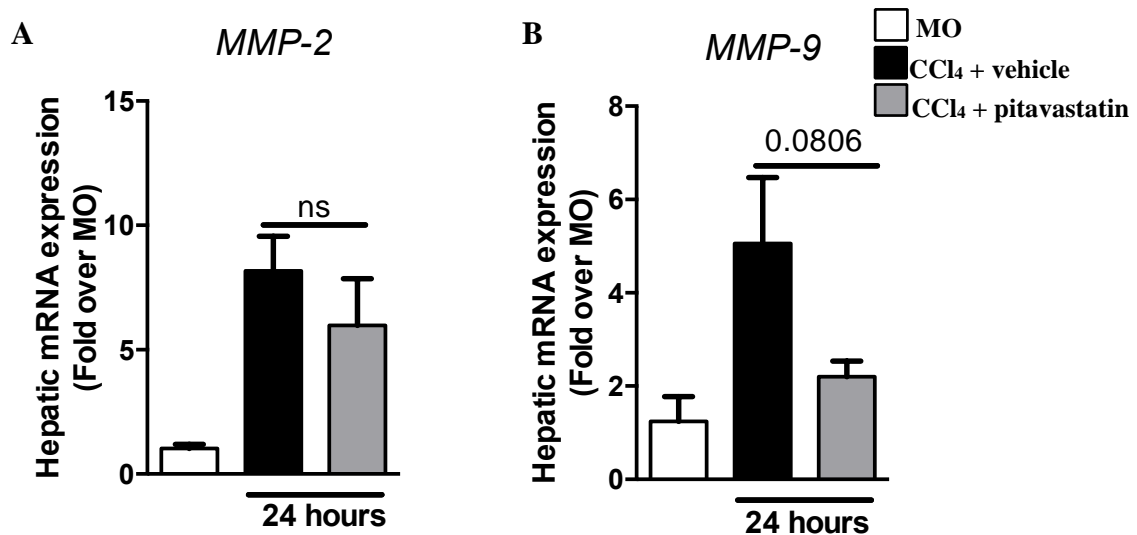 A
MMP-2
Hepatic mRNA expression
(Fold over MO)
15
10
5
0
ns
24 hours
B
MMP-9
Hepatic mRNA expression
(Fold over MO)
8
6
4
2
0
0.0806
24 hours
MO
CCl₄ + vehicle
CCl₄ + pitavastatin